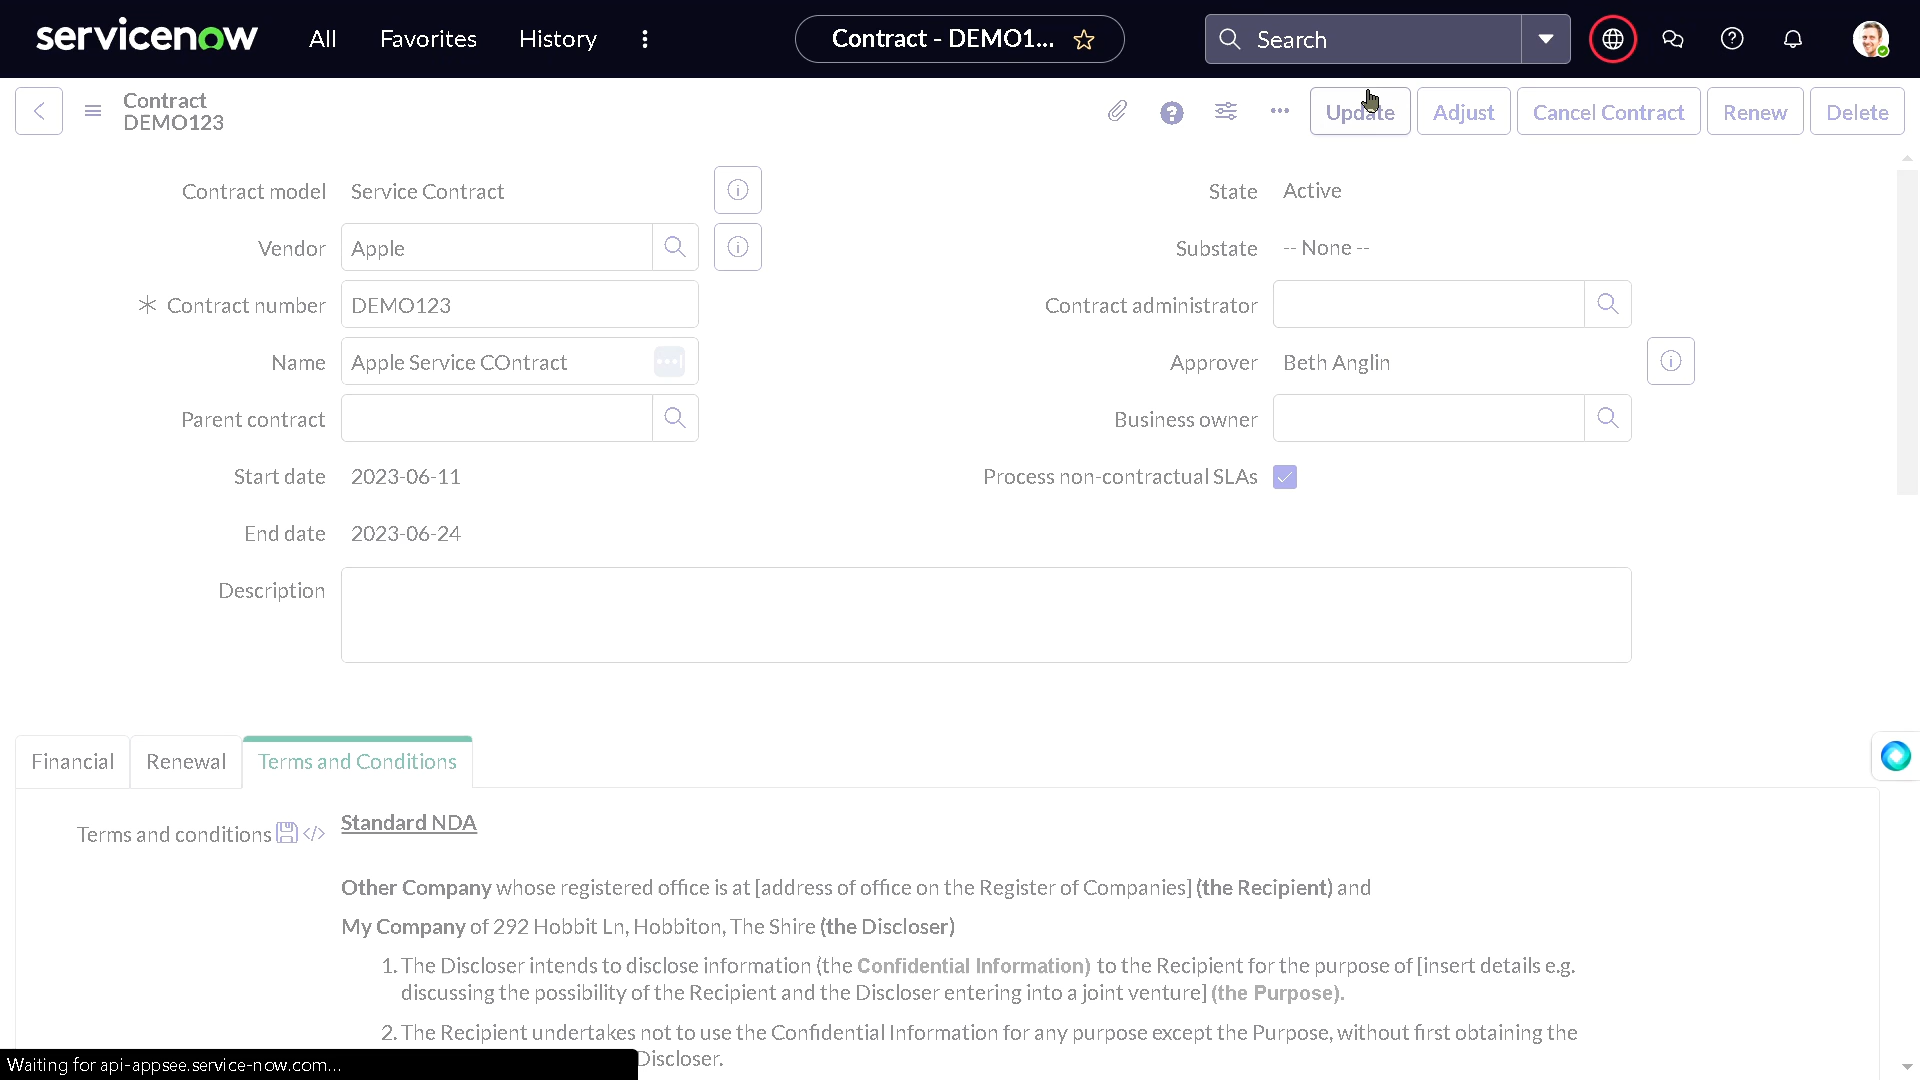 servicenow All Favorites History Contract - DEMO1... Search
Contract
DEMO123
Update Adjust Cancel Contract Renew Delete
Contract model Service Contract State Active
Vendor Apple Substate -- None --
Contract number DEMO123 Contract administrator
Name Apple Service COntract Approver Beth Anglin
Parent contract Business owner
Start date 2023-06-11 Process non-contractual SLAs
End date 2023-06-24
Description
Financial Renewal Terms and Conditions
Terms and conditions Standard NDA
Other Company whose registered office is at [address of office on the Register of Companies] (the Recipient) and
My Company of 292 Hobbit Ln, Hobbiton, The Shire (the Discloser)
1. The Discloser intends to disclose information (the Confidential Information) to the Recipient for the purpose of [insert details e.g.
discussing the possibility of the Recipient and the Discloser entering into a joint venture] (the Purpose).
2. The Recipient undertakes not to use the Confidential Information for any purpose except the Purpose, without first obtaining the
Discloser.
Waiting for api-appsee.service-now.com...